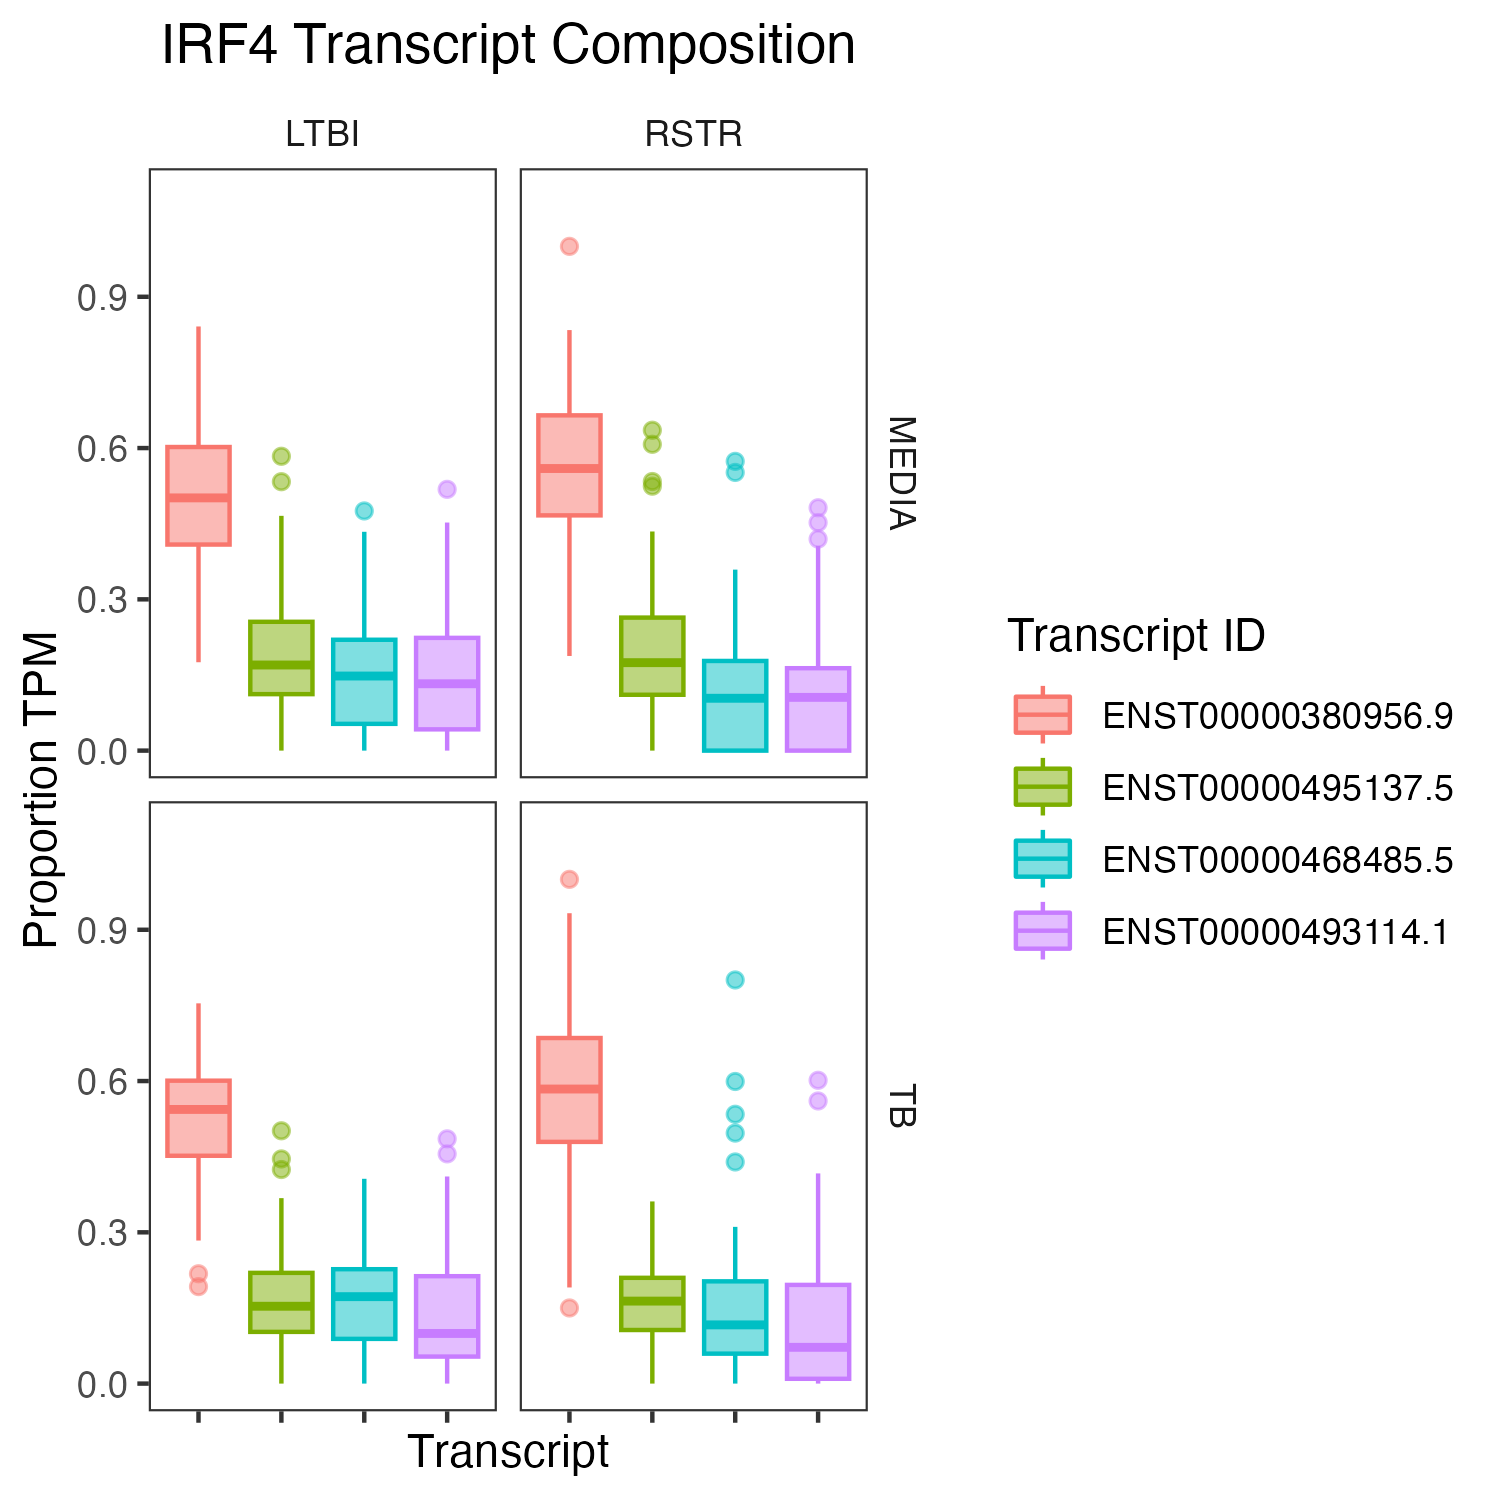 IRF4 Transcript Composition
LTBI
RSTR
0.9
0.6
0.3
0.0
MEDIA
0.9
0.6
0.3
0.0
TB
Proportion TPM
Transcript
Transcript ID
ENST00000380956.9
ENST00000495137.5
ENST00000468485.5
ENST00000493114.1